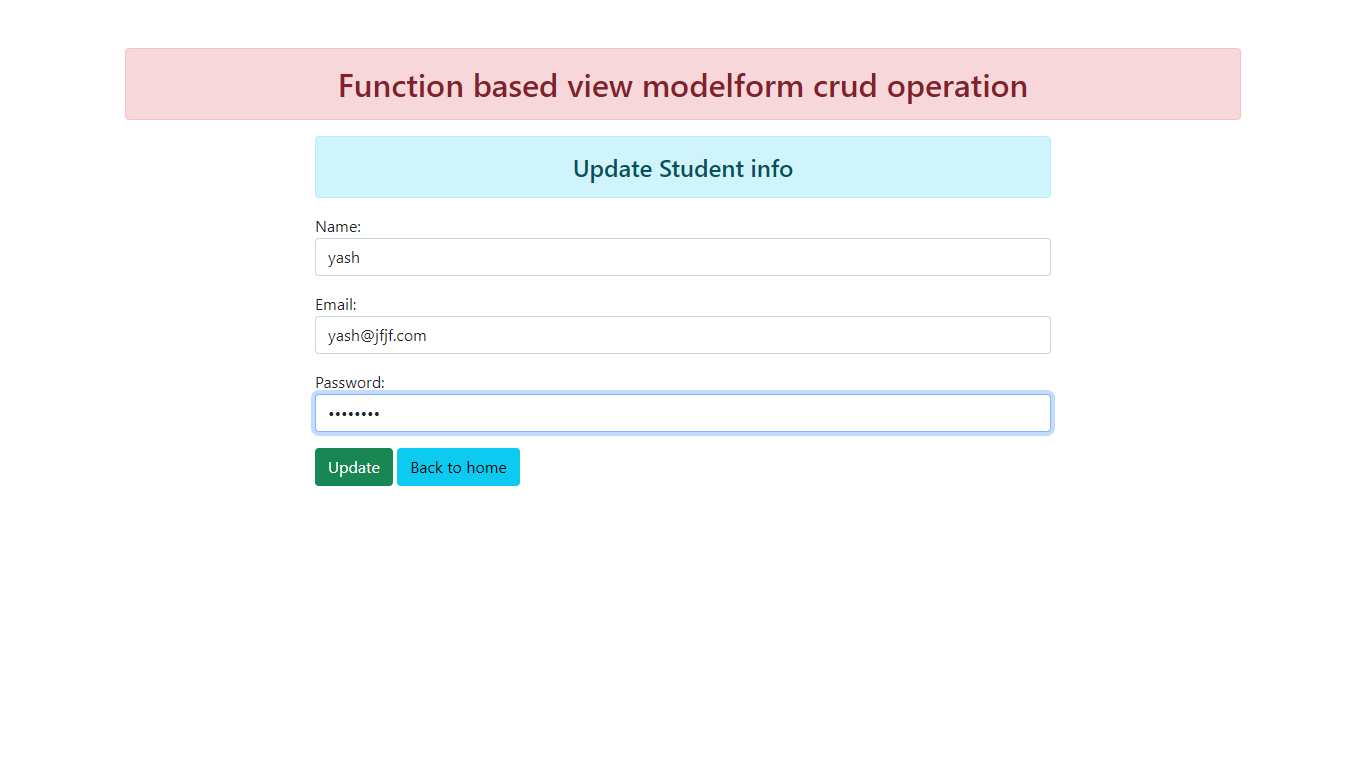 Function based view modelform crud operation
Update Student info
Name:
yash
Email:
yash@jfjf.com
Password:
••••••••
Update Back to home